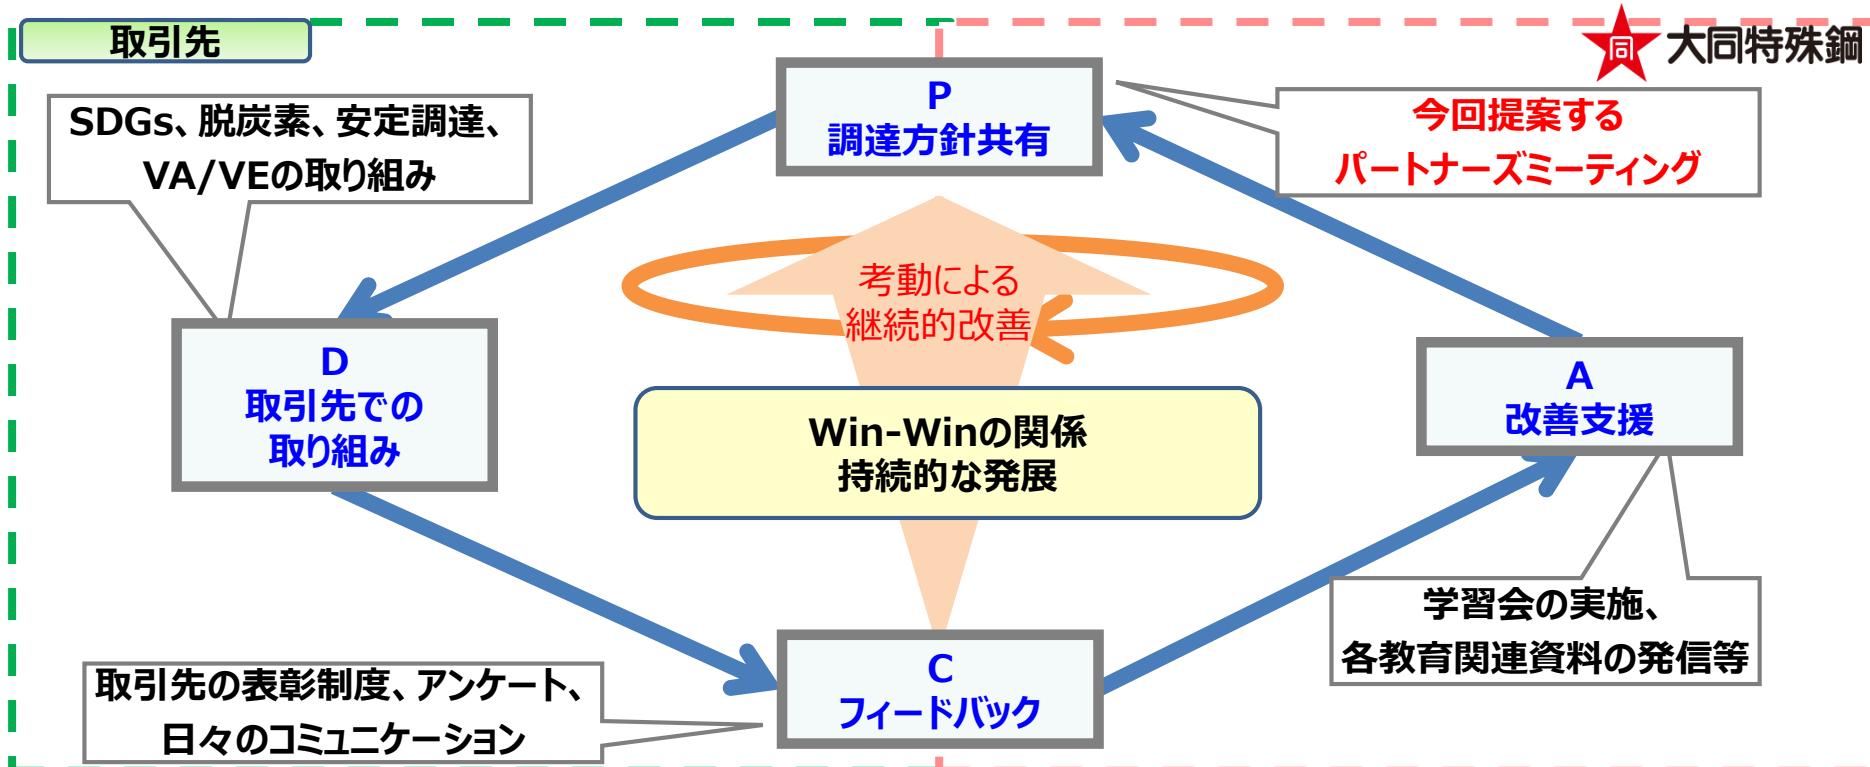 取引先
同 大同特殊鋼
P
調達方針共有
今回提案する
パートナーズミーティング
SDGs、脱炭素、安定調達、
VA/VEの取り組み
考動による
継続的改善
D
取引先での
取り組み
Win-Winの関係
持続的な発展
A
改善支援
学習会の実施、
各教育関連資料の発信等
C
フィードバック
取引先の表彰制度、アンケート、
日々のコミュニケーション